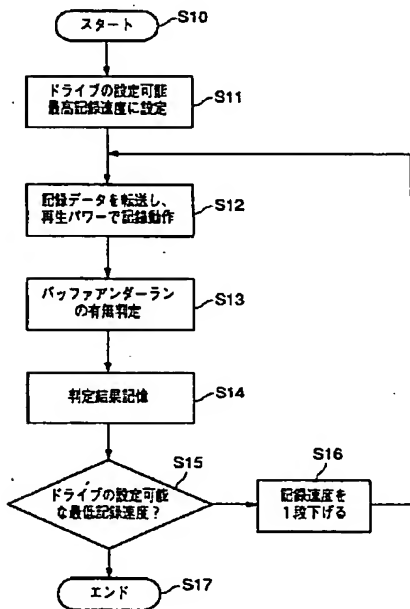 スタート
S10
ドライブの設定可能
最高記録速度に設定
S11
記録データを転送し、
再生パワーで記録動作
S12
バッファアンダーラン
の有無判定
S13
判定結果記憶
S14
ドライブの設定可能
な最低記録速度?
S15
記録速度を
1段下げる
S16
エンド
S17